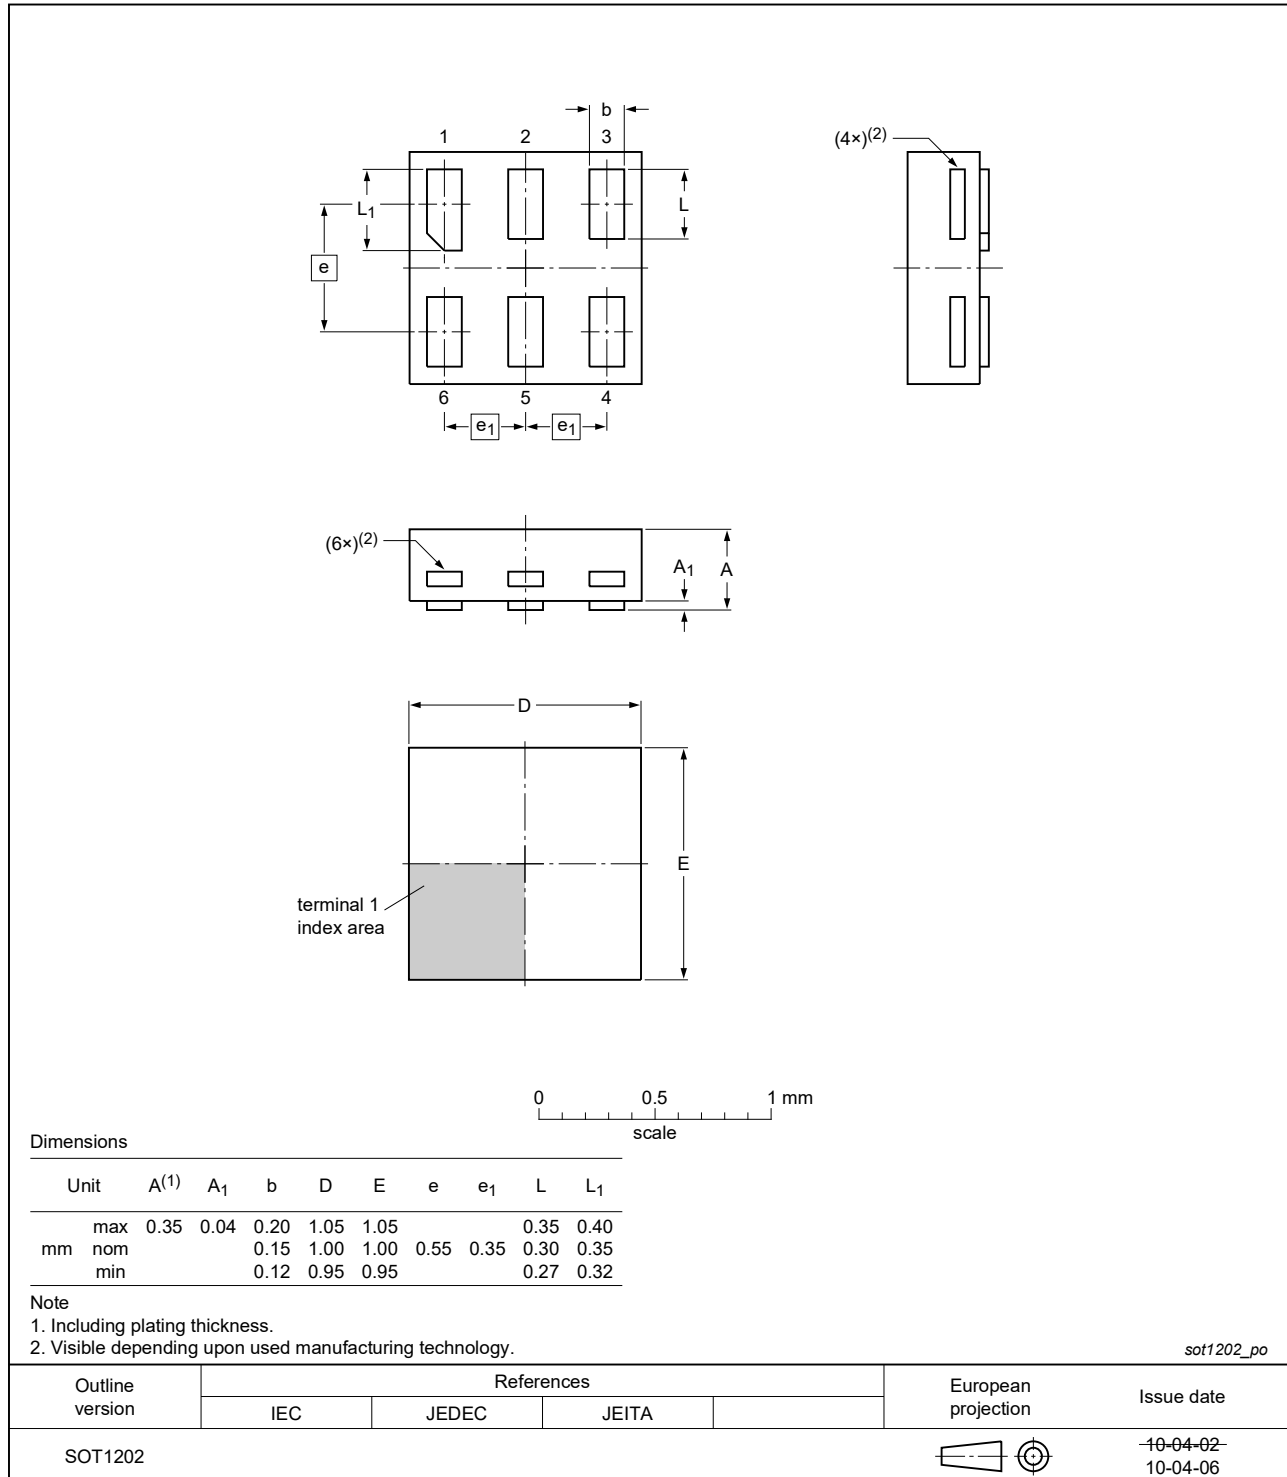 b
1 2 3
(4×)(2)
L1
L
e
6 5 4
e1 e1
(6×)(2)
A1 A
D
E
terminal 1
index area
0 0.5 1 mm
scale
Dimensions
Unit A(1) A1 b D E e e1 L L1
max 0.35 0.04 0.20 1.05 1.05 0.35 0.40
mm nom 0.15 1.00 1.00 0.55 0.35 0.30 0.35
min 0.12 0.95 0.95 0.27 0.32
Note
1. Including plating thickness.
2. Visible depending upon used manufacturing technology.
sot1202_po
Outline version
References
European projection
Issue date
IEC JEDEC JEITA
SOT1202
10-04-02
10-04-06